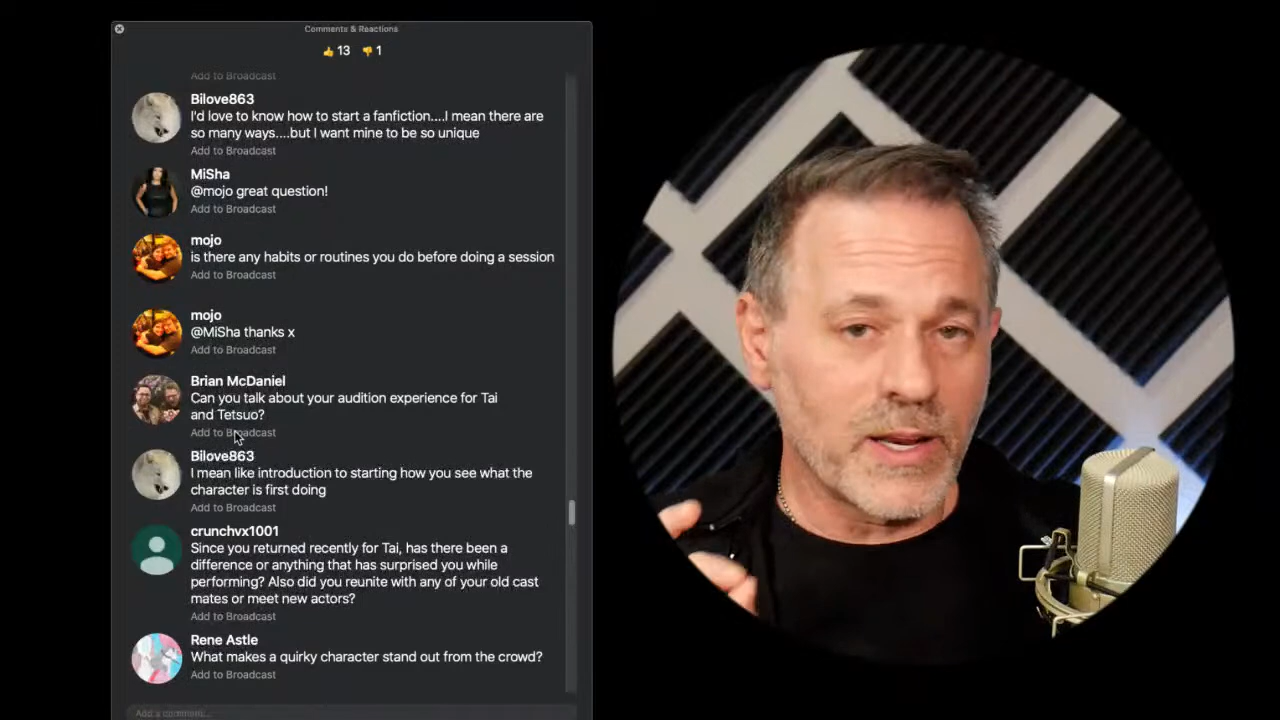 Comments & Reactions
👍 13 👎 1
Add to Broadcast
Bilove863
I'd love to know how to start a fanfiction....I mean there are
so many ways....but I want mine to be so unique
Add to Broadcast
MiSha
@mojo great question!
Add to Broadcast
mojo
is there any habits or routines you do before doing a session
Add to Broadcast
mojo
@MiSha thanks x
Add to Broadcast
Brian McDaniel
Can you talk about your audition experience for Tai
and Tetsuo?
Add to Broadcast
Bilove863
I mean like introduction to starting how you see what the
character is first doing
Add to Broadcast
crunchvx1001
Since you returned recently for Tai, has there been a
difference or anything that has surprised you while
performing? Also did you reunite with any of your old cast
mates or meet new actors?
Add to Broadcast
Rene Astle
What makes a quirky character stand out from the crowd?
Add to Broadcast
Add a comment...